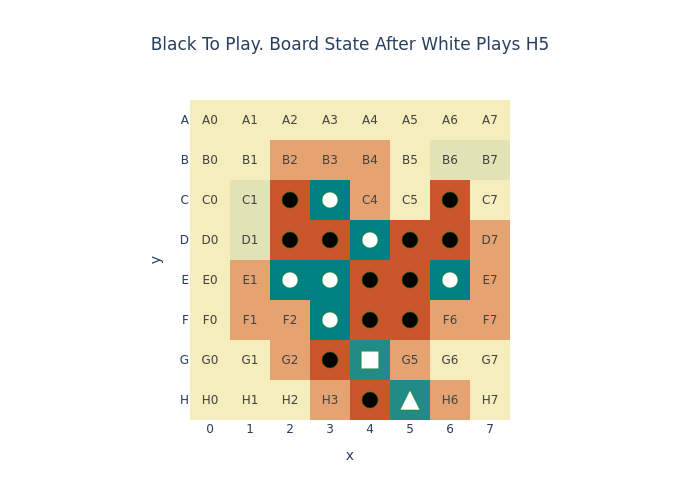 Black To Play. Board State After White Plays H5
A A0 A1 A2 A3 A4 A5 A6 A7
B B0 B1 B2 B3 B4 B5 B6 B7
C C0 C1 C4 C5 C7
D D0 D1 D7
y
E E0 E1 E7
F F0 F1 F2 F6 F7
G G0 G1 G2 G5 G6 G7
H H0 H1 H2 H3 H6 H7
0 1 2 3 4 5 6 7
x